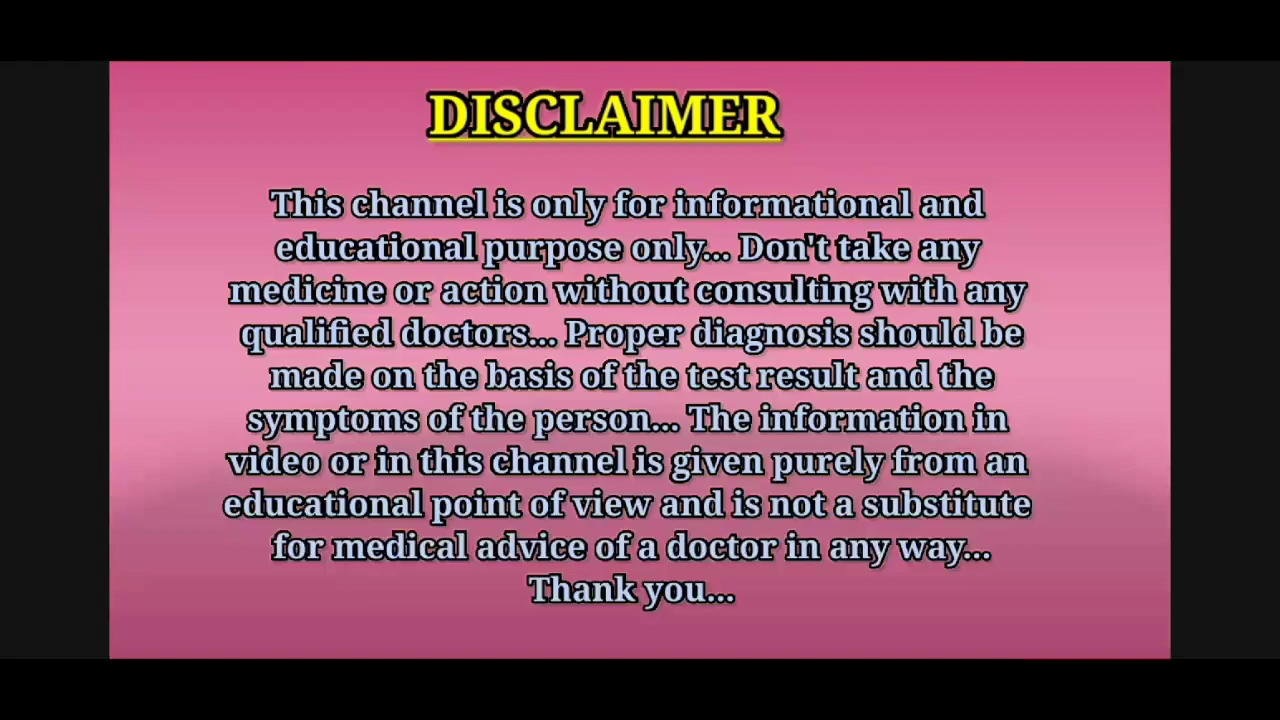 DISCLAIMER
This channel is only for informational and
educational purpose only... Don't take any
medicine or action without consulting with any
qualified doctors... Proper diagnosis should be
made on the basis of the test result and the
symptoms of the person... The information in
video or in this channel is given purely from an
educational point of view and is not a substitute
for medical advice of a doctor in any way...
Thank you...